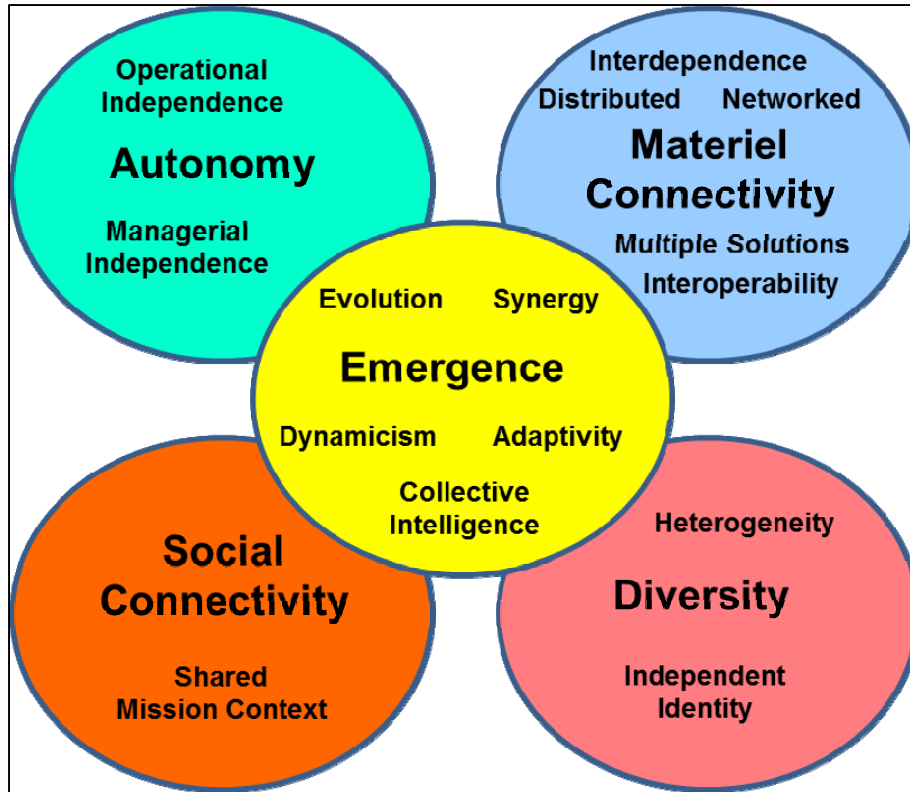 Operational
Independence
Autonomy
Managerial
Independence
Interdependence
Distributed Networked
Materiel
Connectivity
Multiple Solutions
Interoperability
Evolution Synergy
Emergence
Dynamicism Adaptivity
Collective
Intelligence
Social
Connectivity
Shared
Mission Context
Heterogeneity
Diversity
Independent
Identity